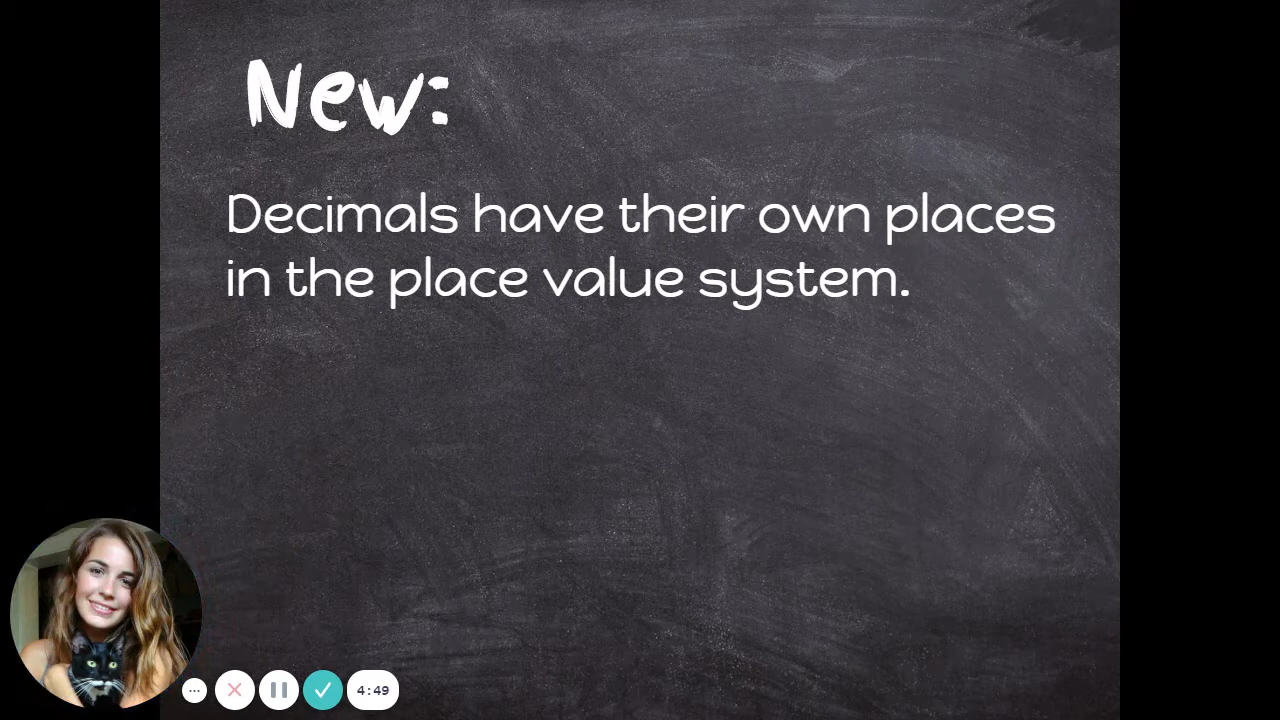 New:
Decimals have their own places
in the place value system.
4:49